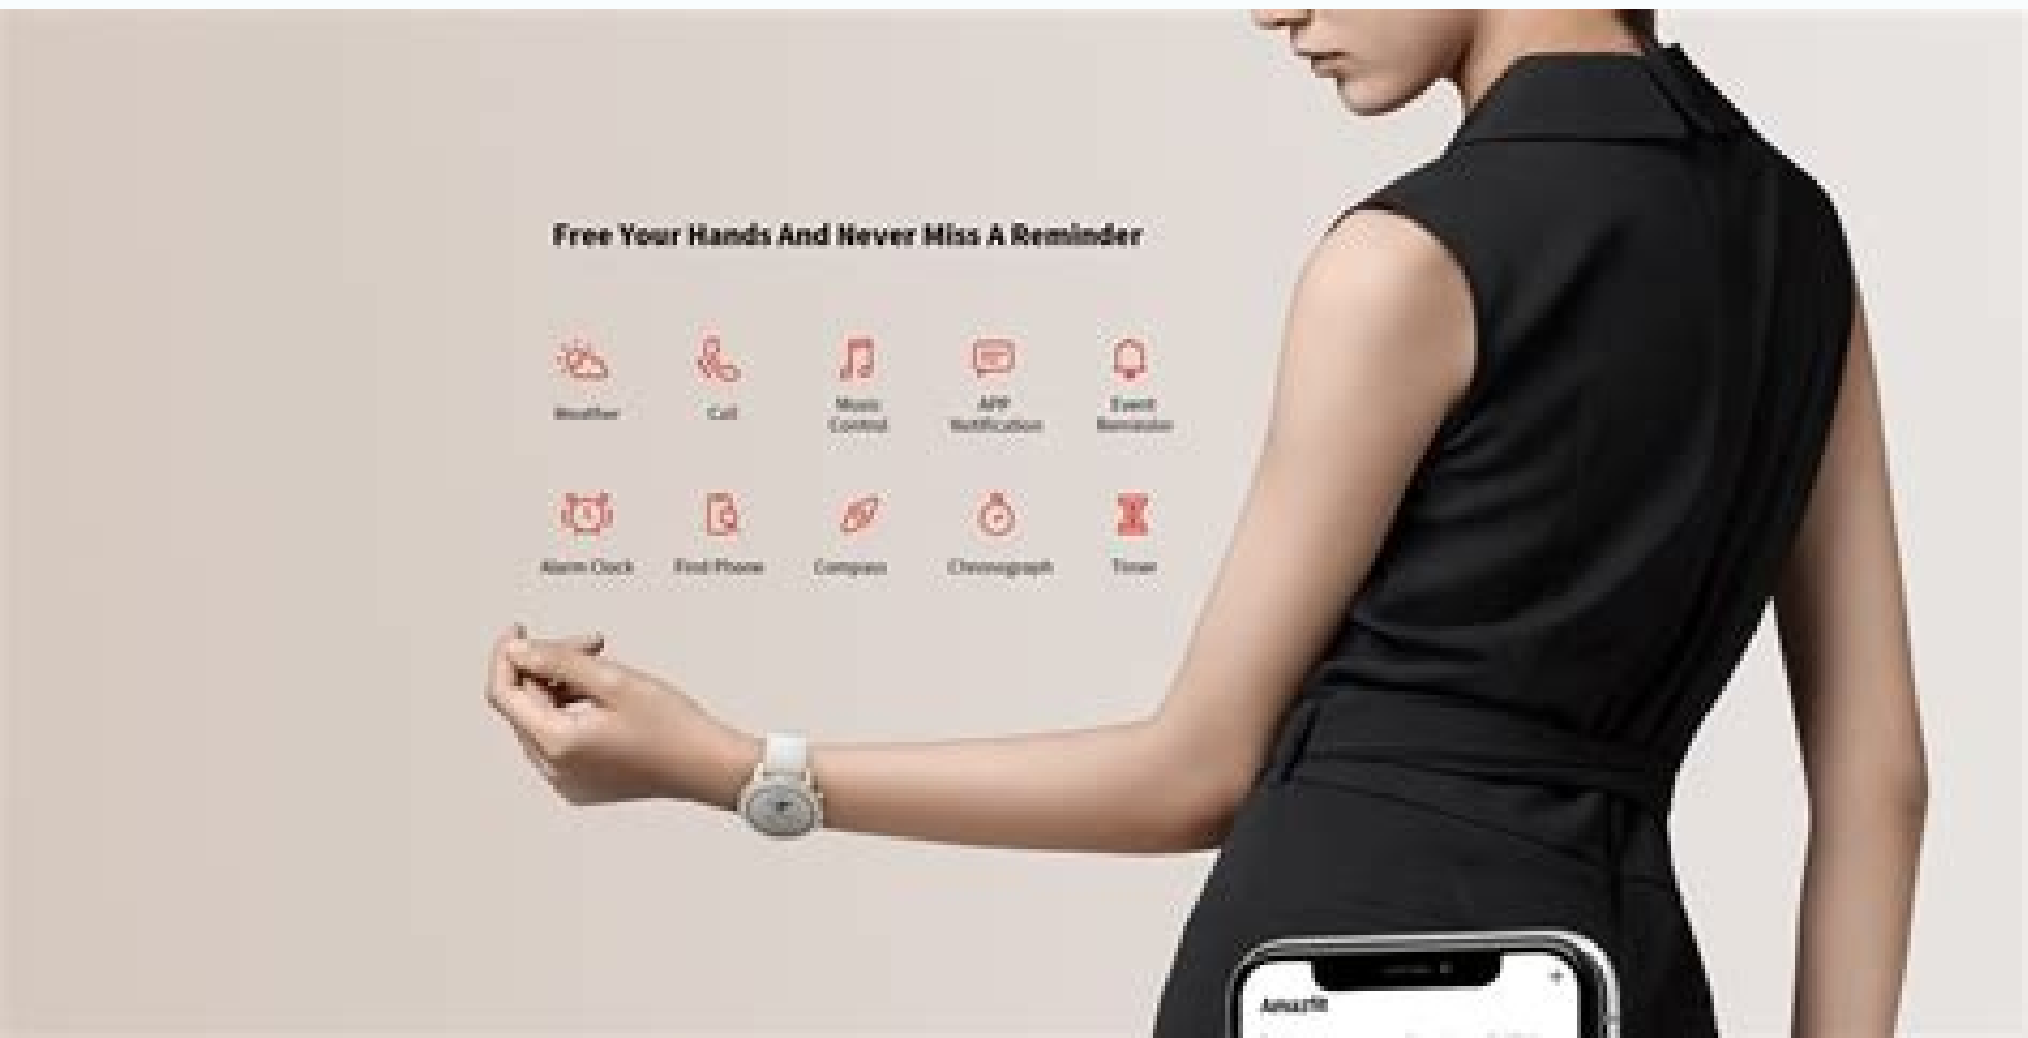 Free Your Hands And Never Miss A Reminder
Weather Call Music Control APP Notification Event Reminder
Alarm Clock Find Phone Compass Chronograph Timer
Amazfit